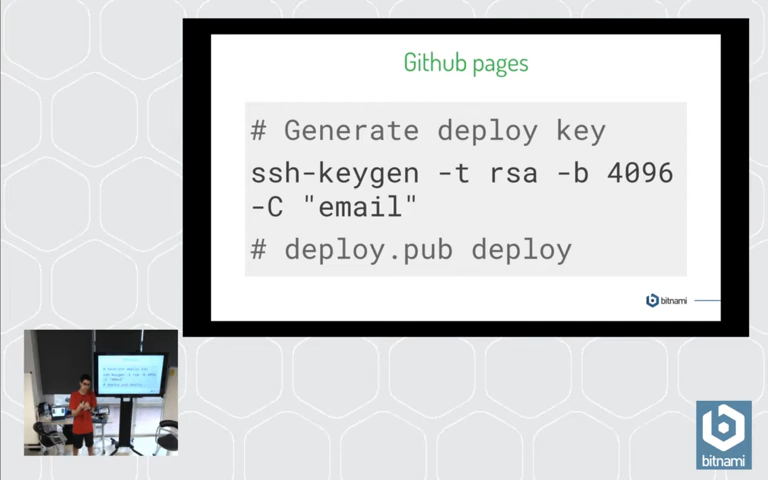 Github pages
# Generate deploy key
ssh-keygen -t rsa -b 4096
-C "email"
# deploy.pub deploy
bitnami
bitnami